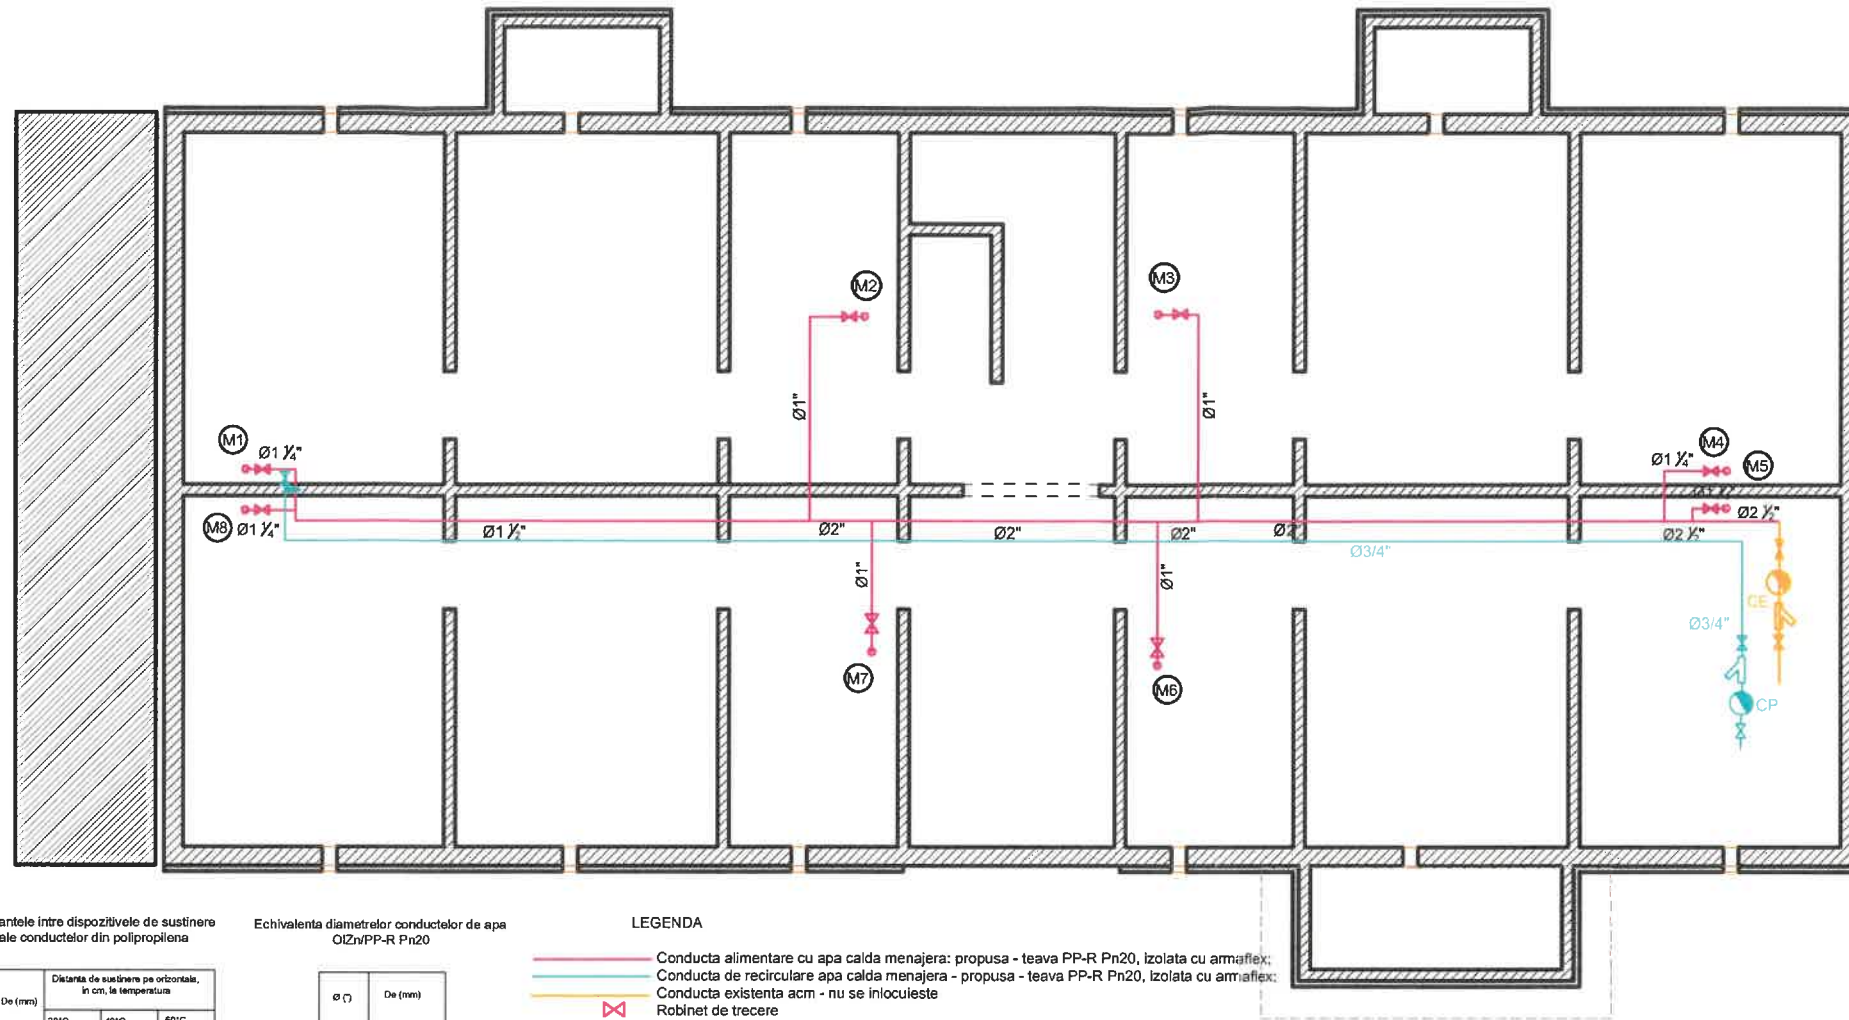 M2
M3
Ø1"
Ø1"
M1
Ø1 ¼"
M4
Ø1 ¼"
M5
M8
Ø1 ¼"
Ø1 ½"
Ø2"
Ø2"
Ø2"
Ø2
Ø2 ½"
Ø2 ½"
Ø3/4"
Ø1"
Ø1"
CE
Ø3/4"
M7
M6
CP
antele intre dispozitivele de sustinere
ale conductelor din polipropilena
De (mm)
Distanta de sustinere pe orizontala,
in cm, la temperatura
Echivalenta diametrelor conductelor de apa
OlZn/PP-R Pn20
Ø (")
De (mm)
LEGENDA
Conducta alimentare cu apa calda menajera: propusa - teava PP-R Pn20, izolata cu armaflex;
Conducta de recirculare apa calda menajera - propusa - teava PP-R Pn20, izolata cu armaflex;
Conducta existenta acm - nu se inlocuieste
Robinet de trecere